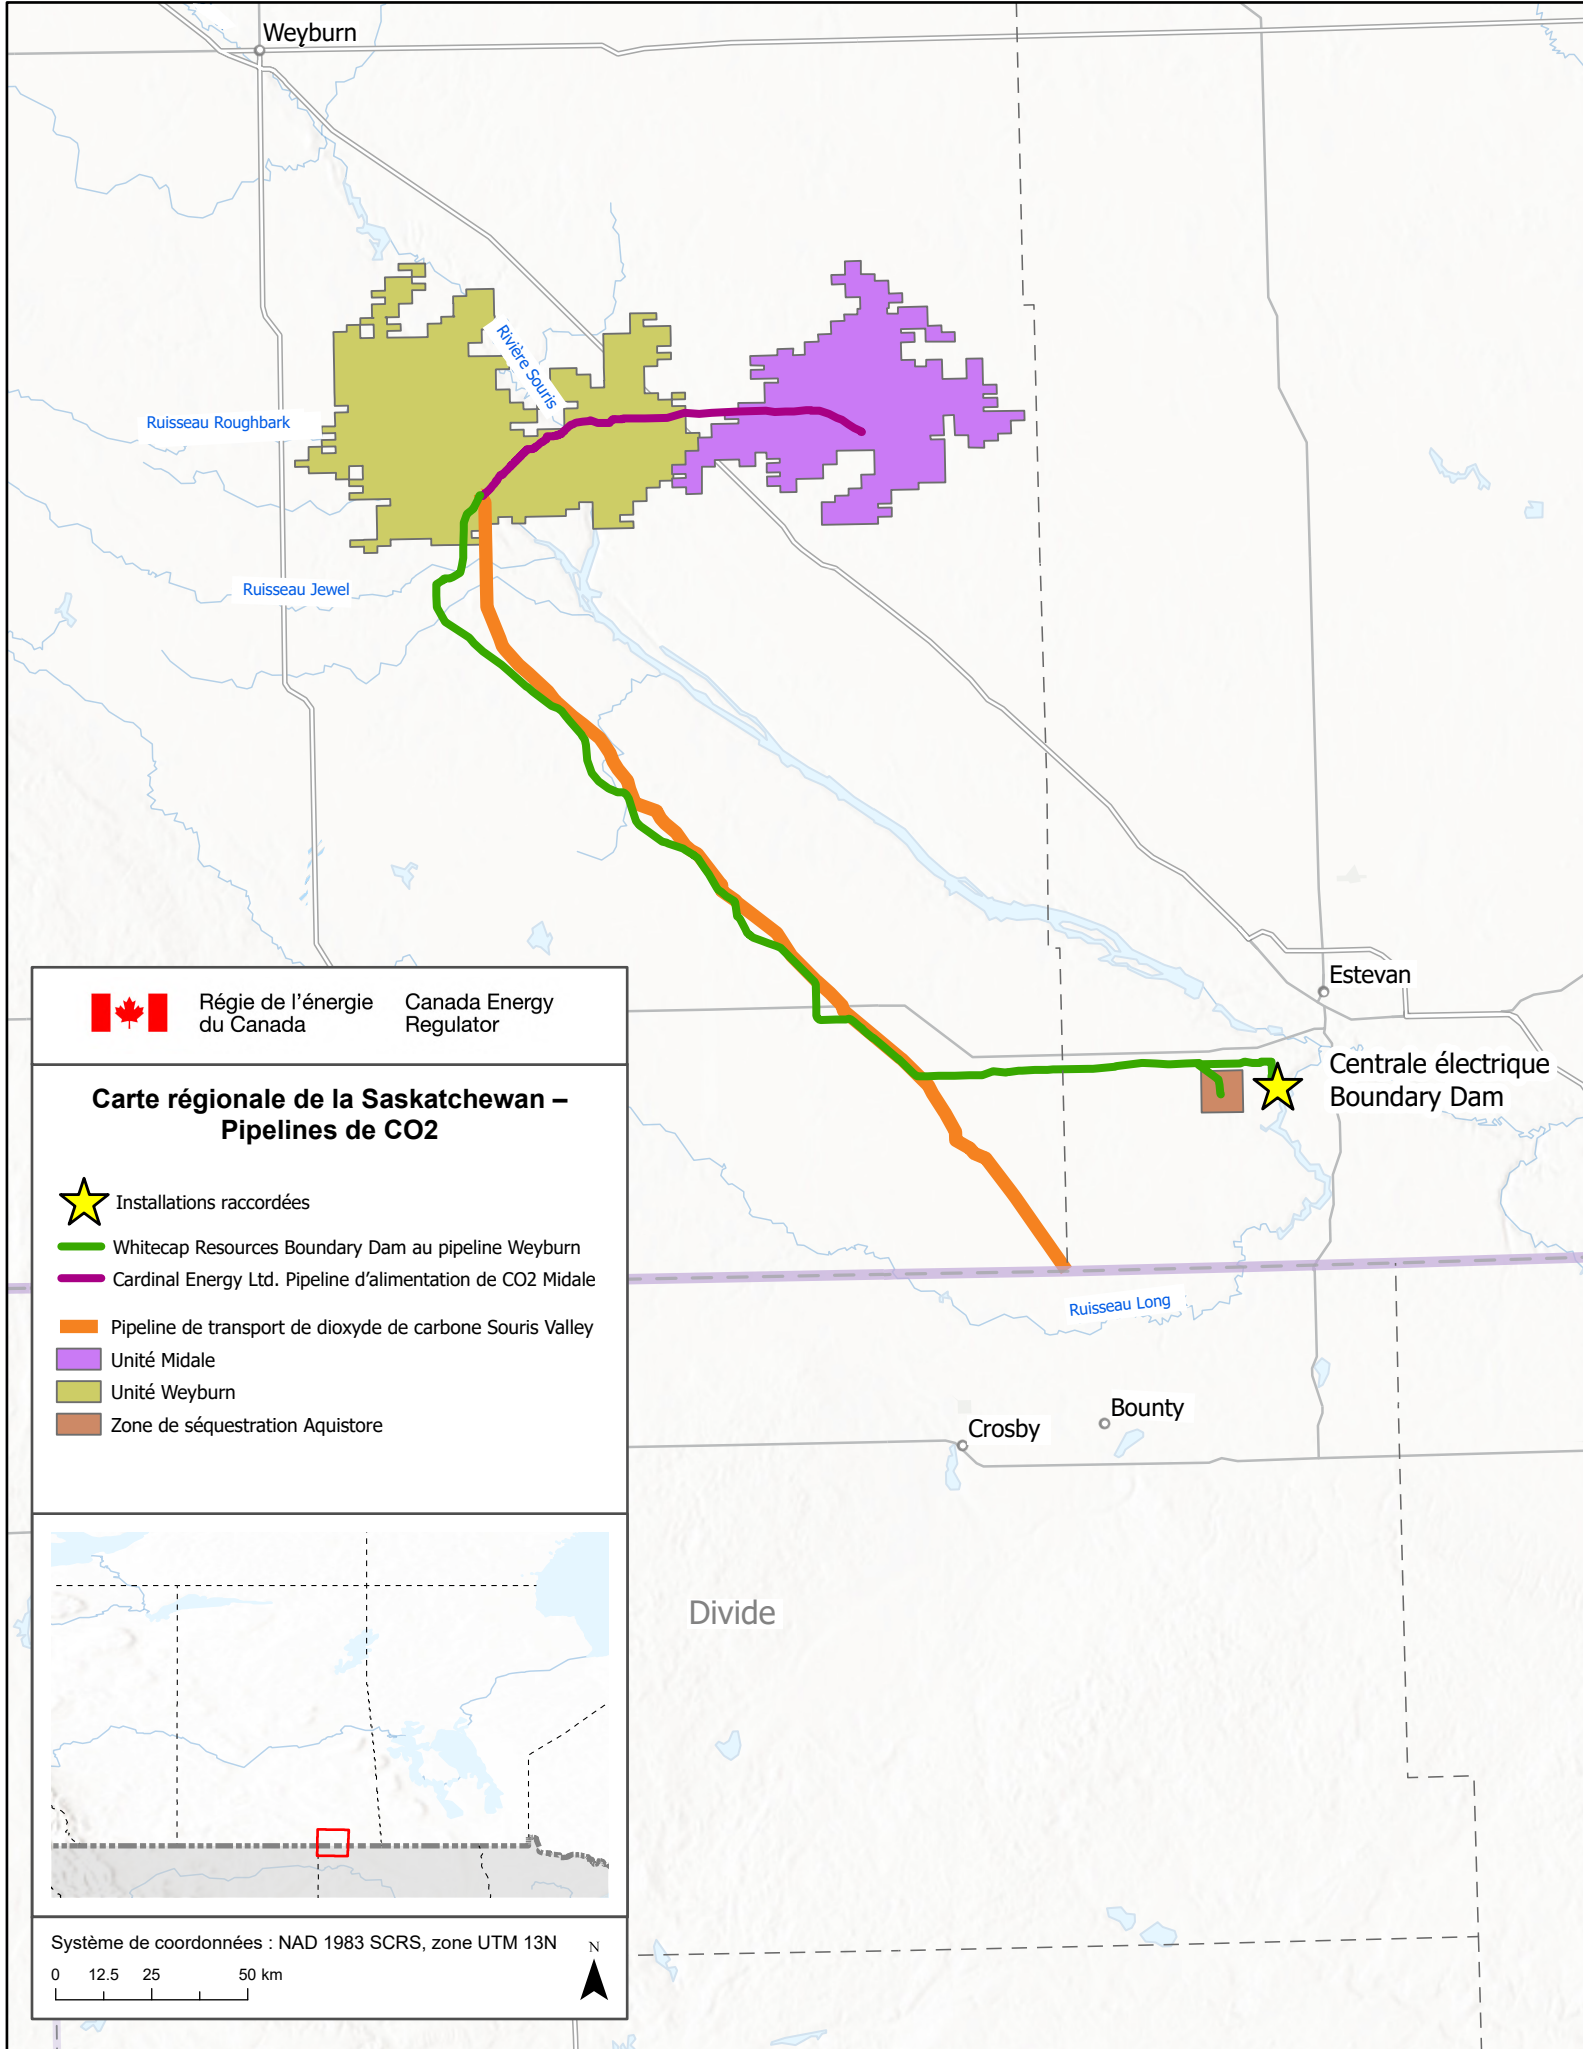 Weyburn
Rivière Souris
Ruisseau Roughbark
Ruisseau Jewel
Estevan
Centrale électrique
Boundary Dam
Ruisseau Long
Bounty
Crosby
Divide
Régie de l'énergie
du Canada
Canada Energy
Regulator
Carte régionale de la Saskatchewan –
Pipelines de CO2
Installations raccordées
Whitecap Resources Boundary Dam au pipeline Weyburn
Cardinal Energy Ltd. Pipeline d'alimentation de CO2 Midale
Pipeline de transport de dioxyde de carbone Souris Valley
Unité Midale
Unité Weyburn
Zone de séquestration Aquistore
Système de coordonnées : NAD 1983 SCRS, zone UTM 13N
N
0 12.5 25 50 km